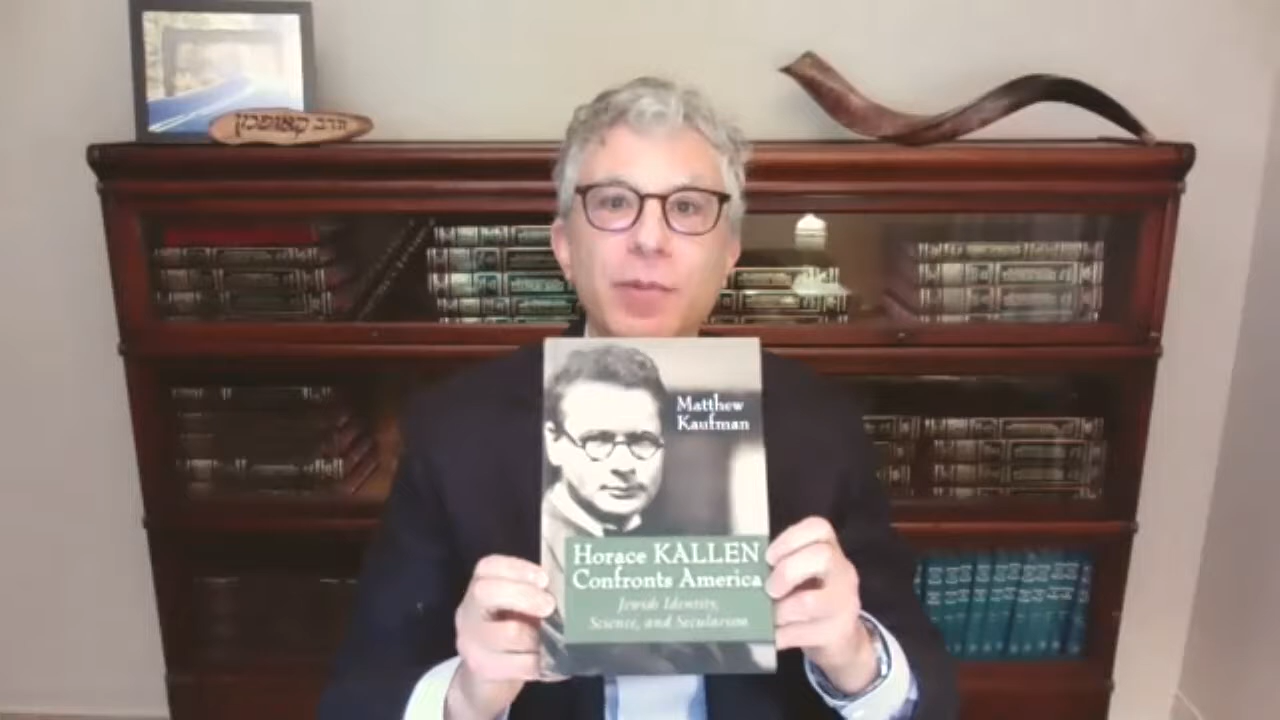 הרב קאופמן
Matthew
Kaufman
Horace KALLEN
Confronts America
Jewish Identity,
Science, and Secularism